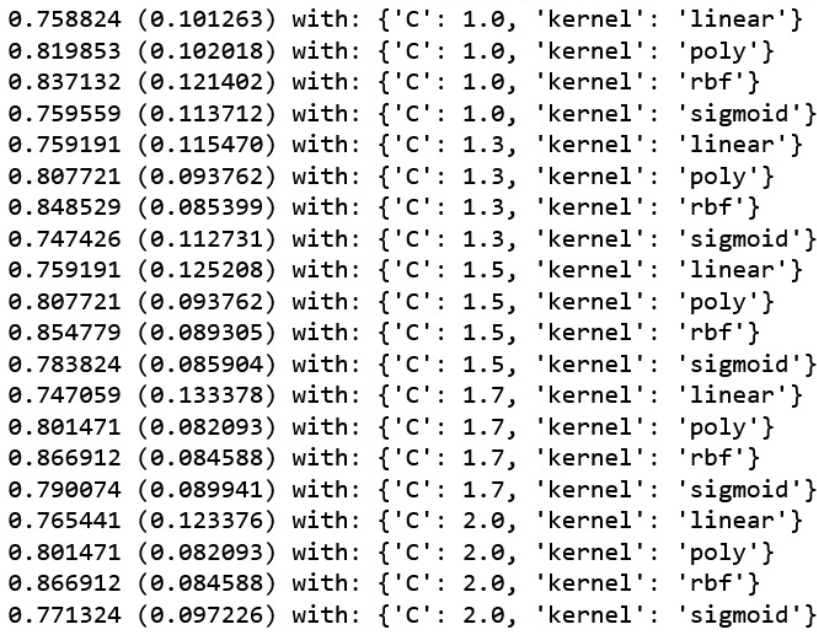 0.758824 (0.101263) with: {'C': 1.0, 'kernel': 'linear'}
0.819853 (0.102018) with: {'C': 1.0, 'kernel': 'poly'}
0.837132 (0.121402) with: {'C': 1.0, 'kernel': 'rbf'}
0.759559 (0.113712) with: {'C': 1.0, 'kernel': 'sigmoid'}
0.759191 (0.115470) with: {'C': 1.3, 'kernel': 'linear'}
0.807721 (0.093762) with: {'C': 1.3, 'kernel': 'poly'}
0.848529 (0.085399) with: {'C': 1.3, 'kernel': 'rbf'}
0.747426 (0.112731) with: {'C': 1.3, 'kernel': 'sigmoid'}
0.759191 (0.125208) with: {'C': 1.5, 'kernel': 'linear'}
0.807721 (0.093762) with: {'C': 1.5, 'kernel': 'poly'}
0.854779 (0.089305) with: {'C': 1.5, 'kernel': 'rbf'}
0.783824 (0.085904) with: {'C': 1.5, 'kernel': 'sigmoid'}
0.747059 (0.133378) with: {'C': 1.7, 'kernel': 'linear'}
0.801471 (0.082093) with: {'C': 1.7, 'kernel': 'poly'}
0.866912 (0.084588) with: {'C': 1.7, 'kernel': 'rbf'}
0.790074 (0.089941) with: {'C': 1.7, 'kernel': 'sigmoid'}
0.765441 (0.123376) with: {'C': 2.0, 'kernel': 'linear'}
0.801471 (0.082093) with: {'C': 2.0, 'kernel': 'poly'}
0.866912 (0.084588) with: {'C': 2.0, 'kernel': 'rbf'}
0.771324 (0.097226) with: {'C': 2.0, 'kernel': 'sigmoid'}